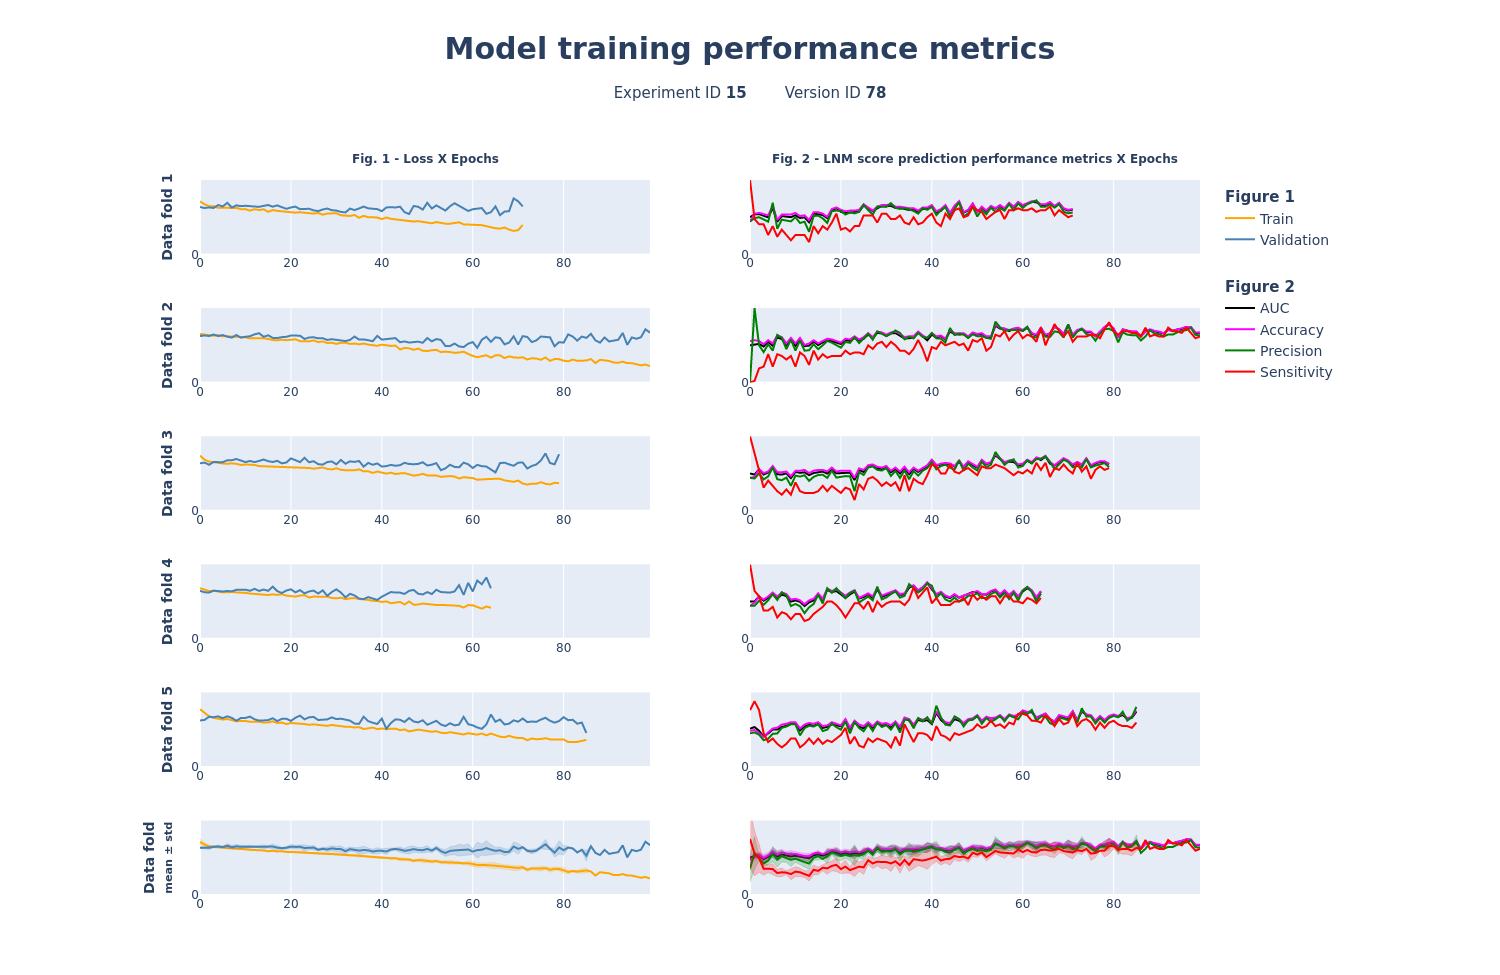 Model training performance metrics
Experiment ID 15 Version ID 78
Fig. 1 - Loss X Epochs
Fig. 2 - LNM score prediction performance metrics X Epochs
Data fold 1
0
0 20 40 60 80
0
0 20 40 60 80
Figure 1
Train
Validation
Figure 2
AUC
Accuracy
Precision
Sensitivity
Data fold 2
0
0 20 40 60 80
0
0 20 40 60 80
Data fold 3
0
0 20 40 60 80
0
0 20 40 60 80
Data fold 4
0
0 20 40 60 80
0
0 20 40 60 80
Data fold 5
0
0 20 40 60 80
0
0 20 40 60 80
Data fold
mean ± std
0
0 20 40 60 80
0
0 20 40 60 80